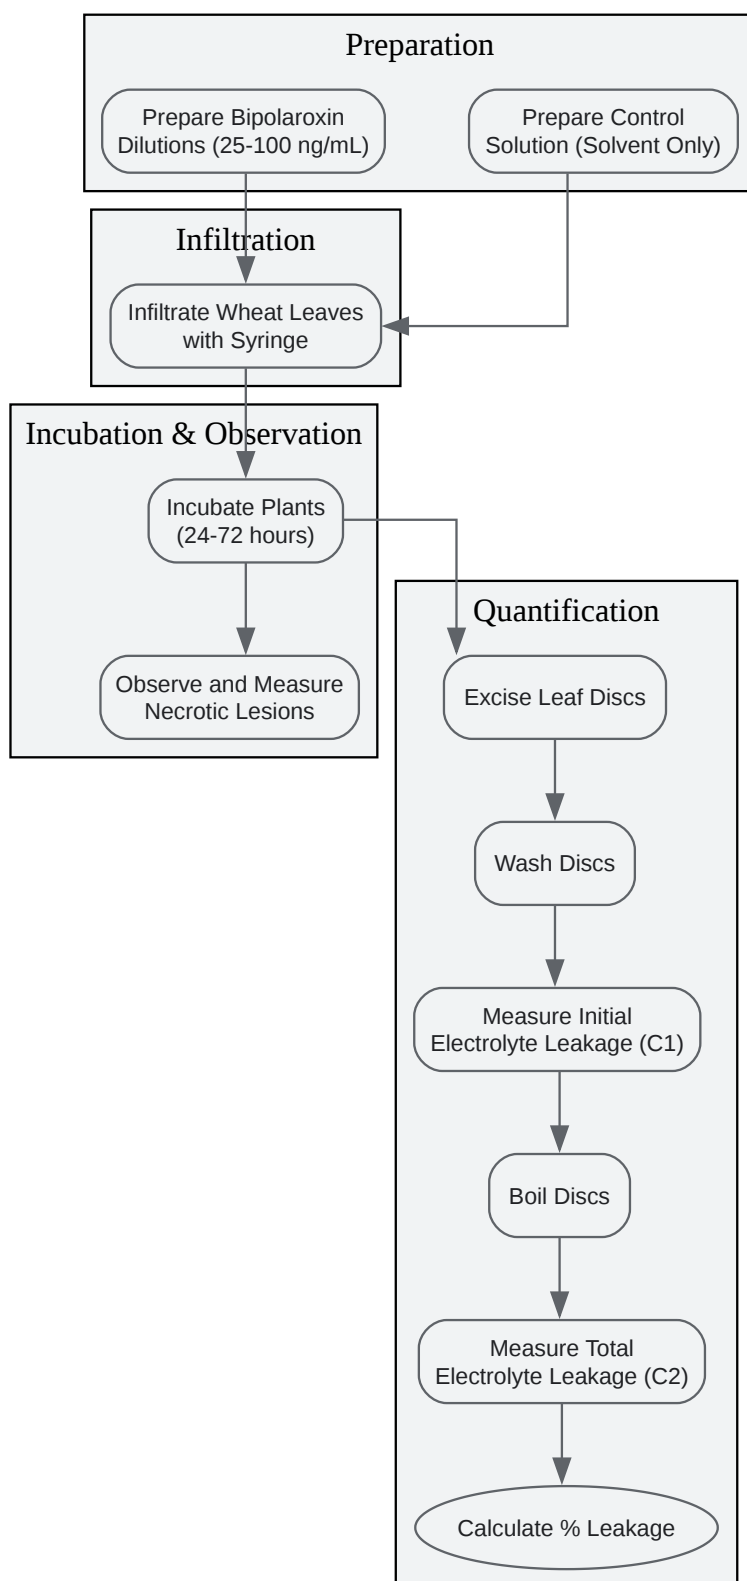 Preparation
Prepare Bipolaroxin
Dilutions (25-100 ng/mL)
Prepare Control
Solution (Solvent Only)
Infiltration
Infiltrate Wheat Leaves
with Syringe
Incubation & Observation
Incubate Plants
(24-72 hours)
Observe and Measure
Necrotic Lesions
Quantification
Excise Leaf Discs
Wash Discs
Measure Initial
Electrolyte Leakage (C1)
Boil Discs
Measure Total
Electrolyte Leakage (C2)
Calculate % Leakage